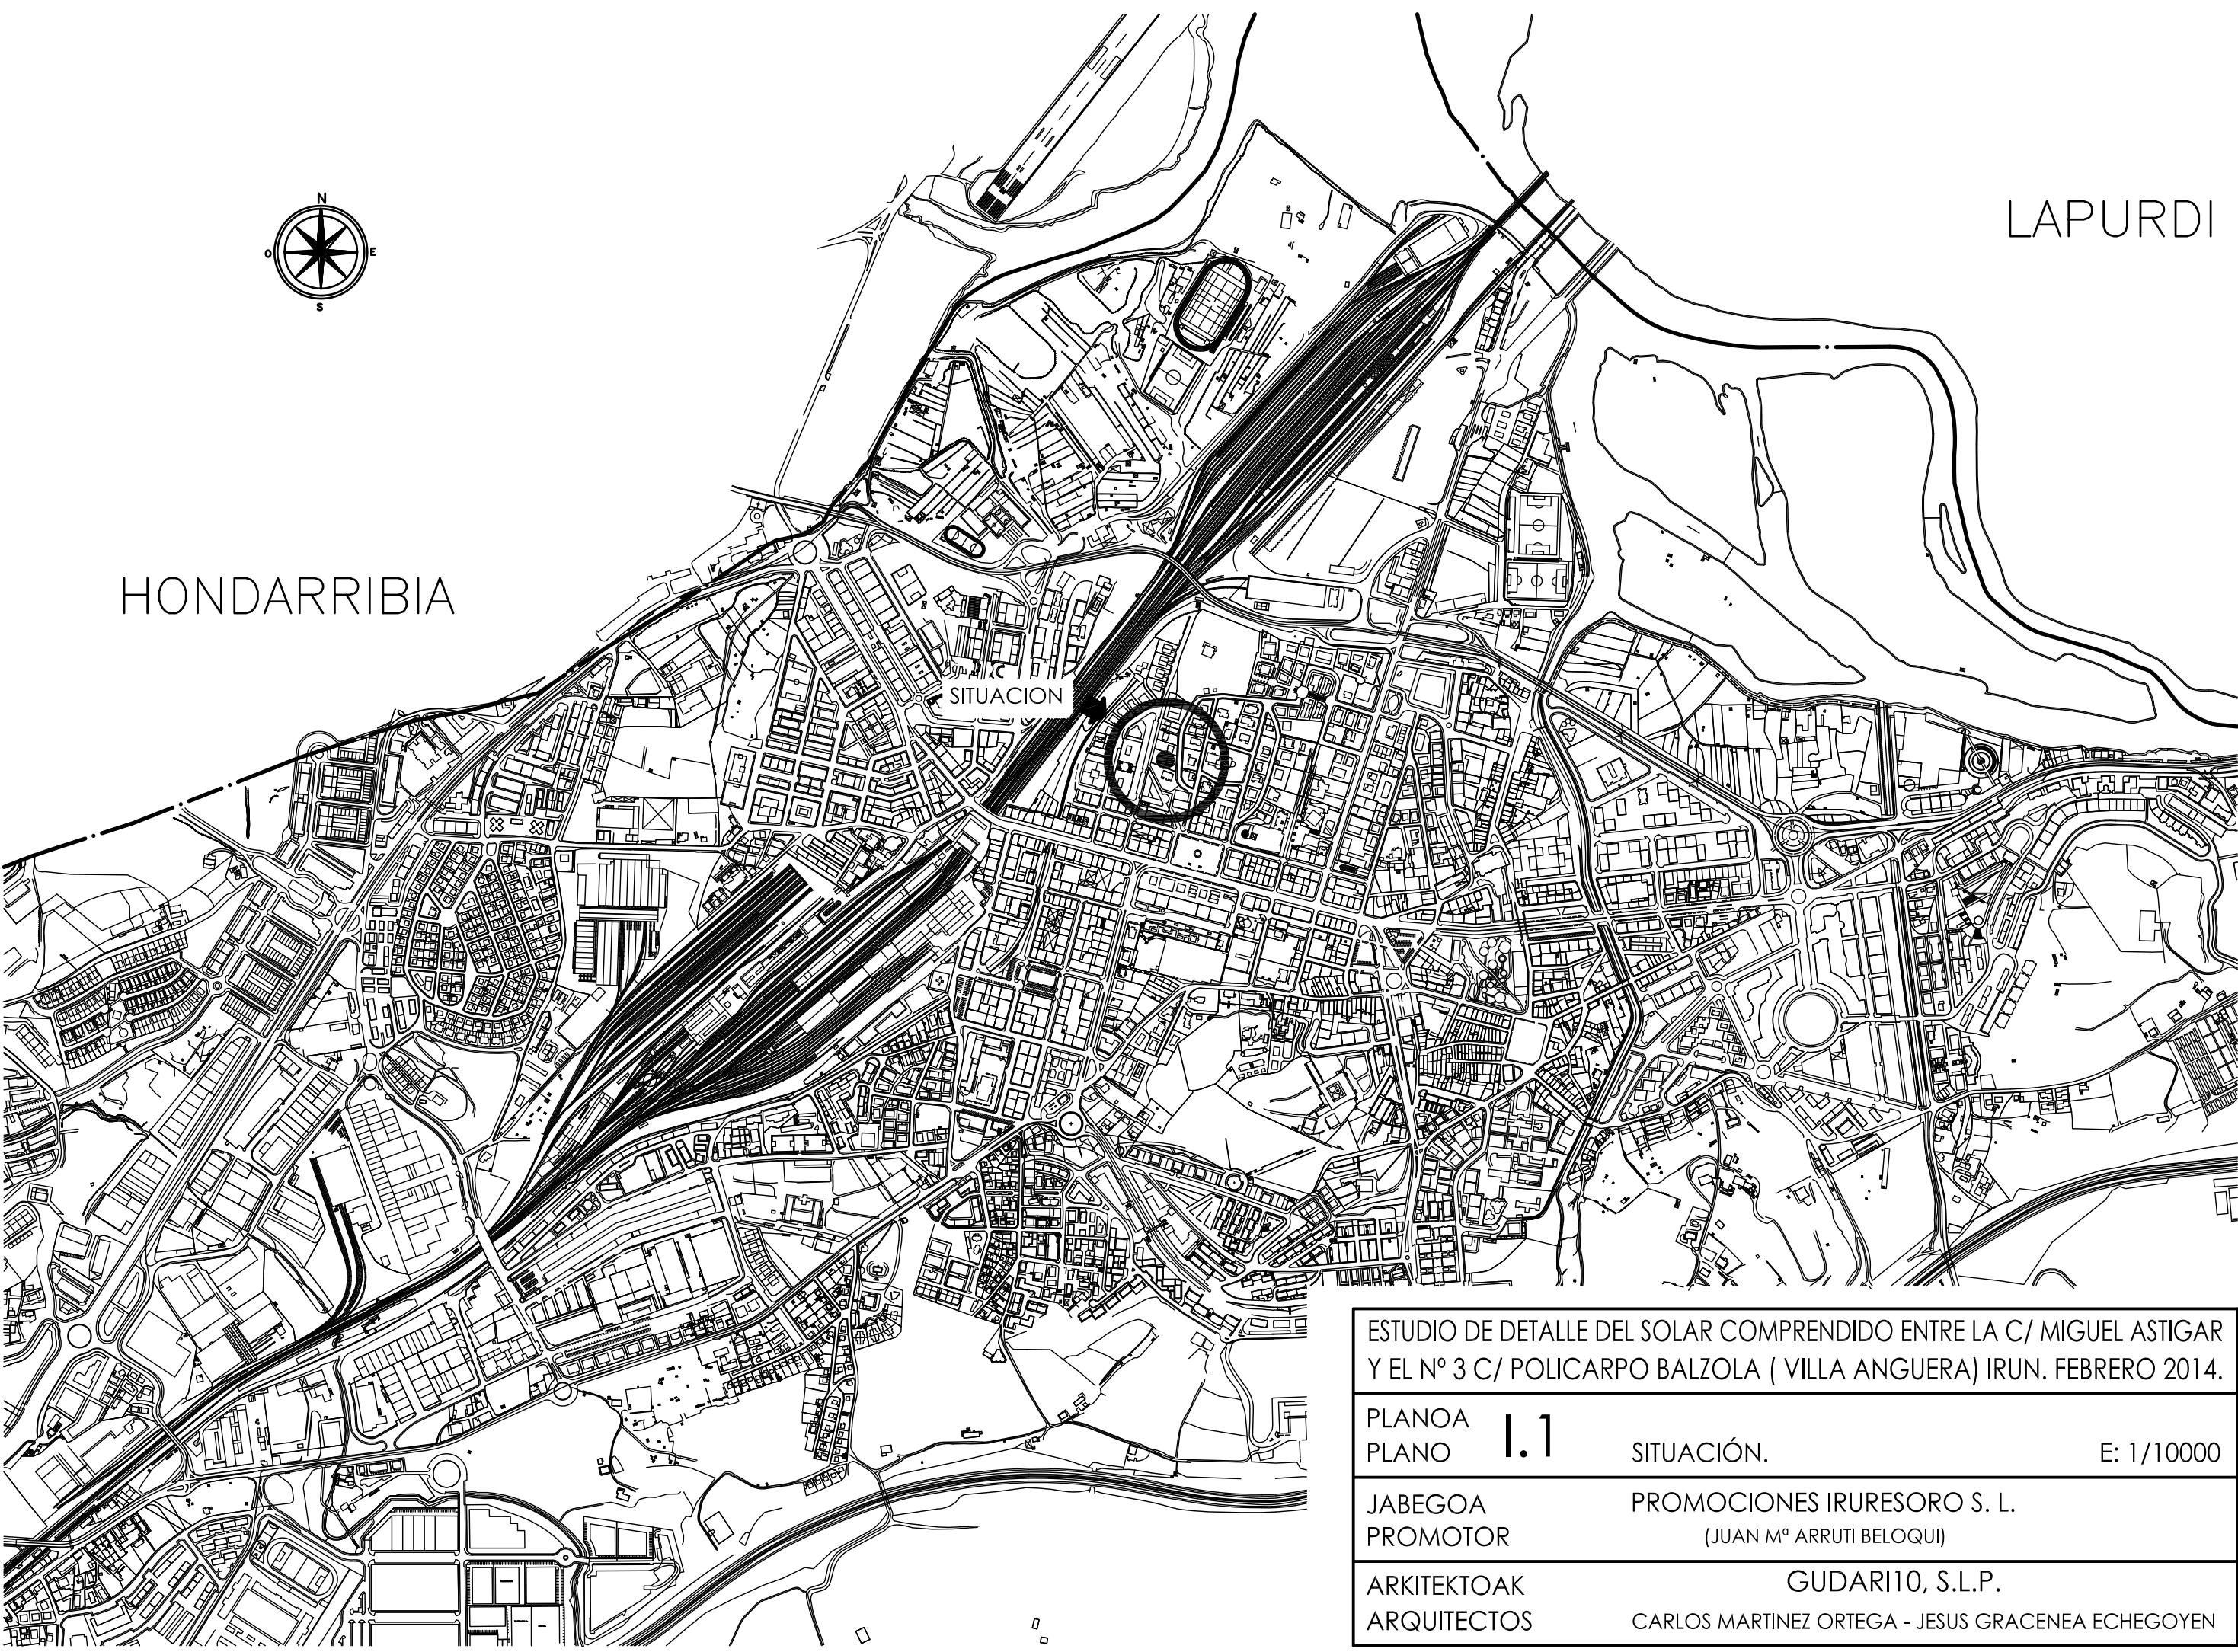 N
O
E
S
LAPURDI
HONDARRIBIA
SITUACION
ESTUDIO DE DETALLE DEL SOLAR COMPRENDIDO ENTRE LA C/ MIGUEL ASTIGAR
Y EL Nº 3 C/ POLICARPO BALZOLA ( VILLA ANGUERA) IRUN. FEBRERO 2014.
PLANOA
PLANO
I.1
SITUACIÓN.
E: 1/10000
JABEGOA
PROMOTOR
PROMOCIONES IRURESORO S. L.
(JUAN Mª ARRUTI BELOQUI)
ARKITEKTOAK
ARQUITECTOS
GUDARI10, S.L.P.
CARLOS MARTINEZ ORTEGA - JESUS GRACENEA ECHEGOYEN